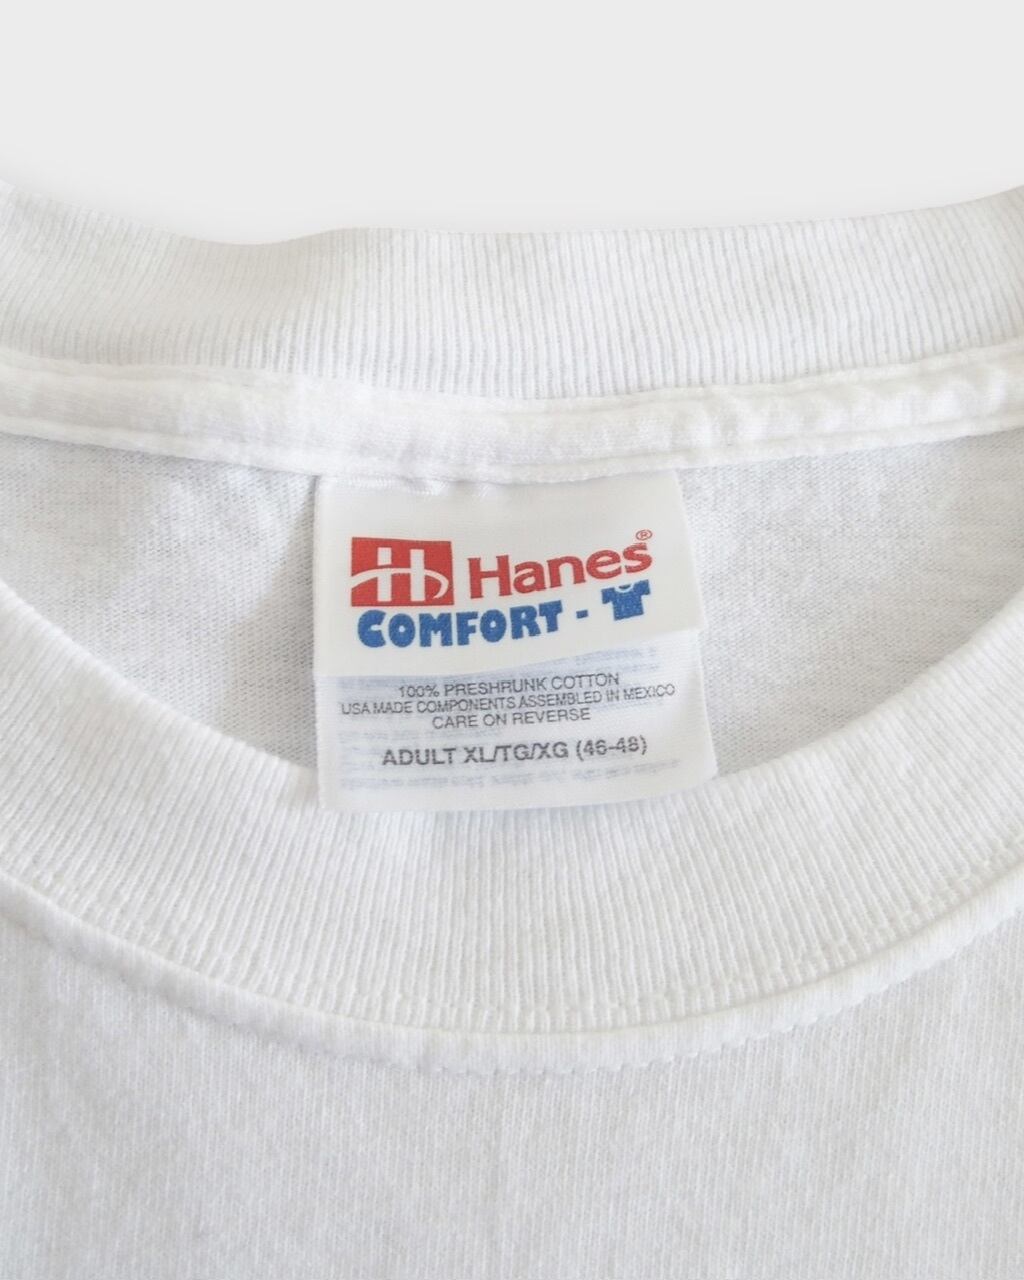 H Hanes®
COMFORT-
100% PRESHRUNK COTTON
USA MADE COMPONENTS ASSEMBLED IN MEXICO
CARE ON REVERSE
ADULT XL/TG/XG (46-48)